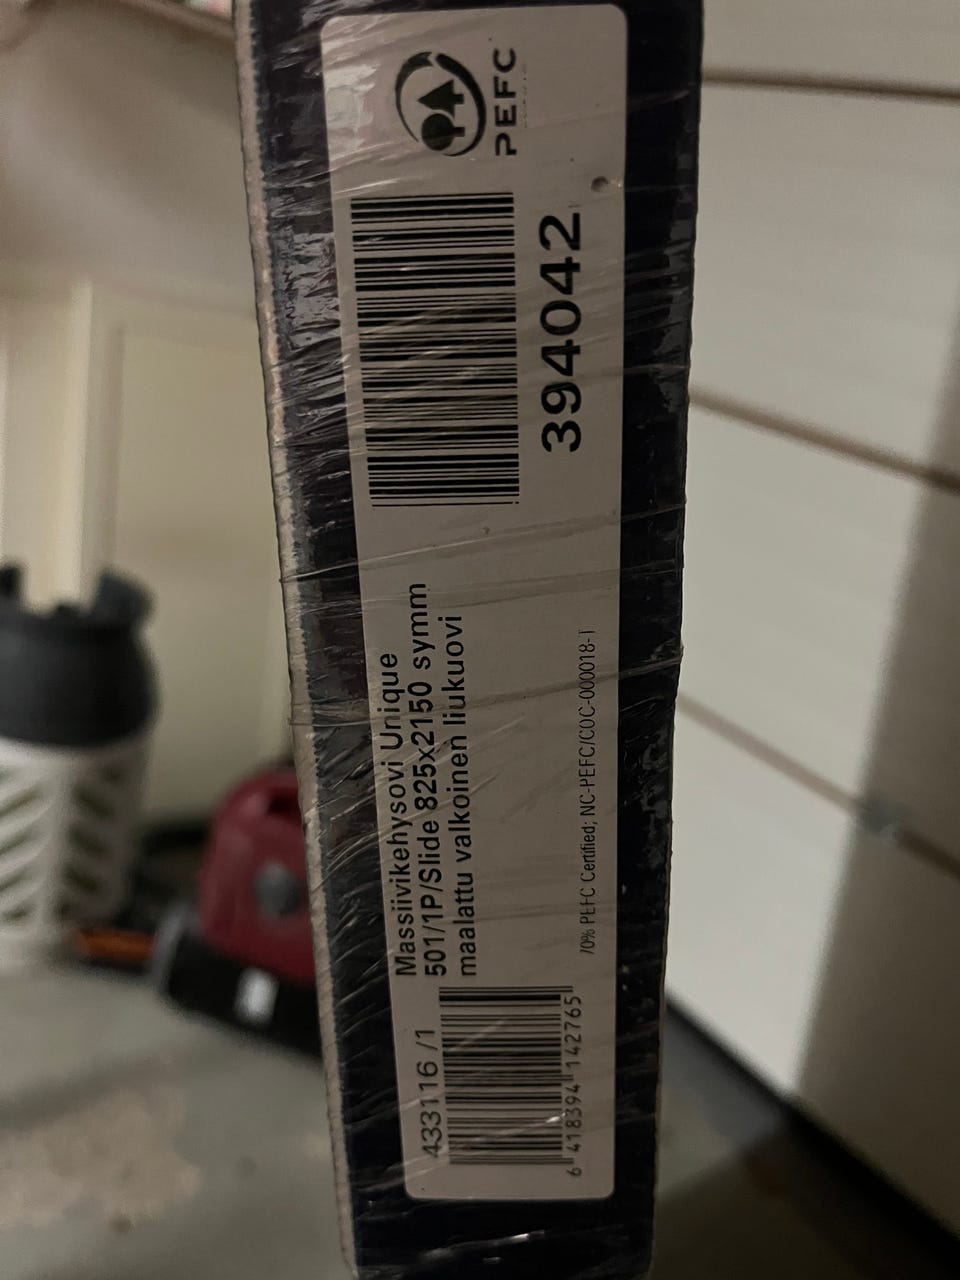 433116 /1
6 418394 142765
Massiivikehysovi Unique
501/1P/Slide 825x2150 symm
maalattu valkoinen liukuovi
70% PEFC Certified; NC-PEFC/COC-000018-1
394042
PEFC